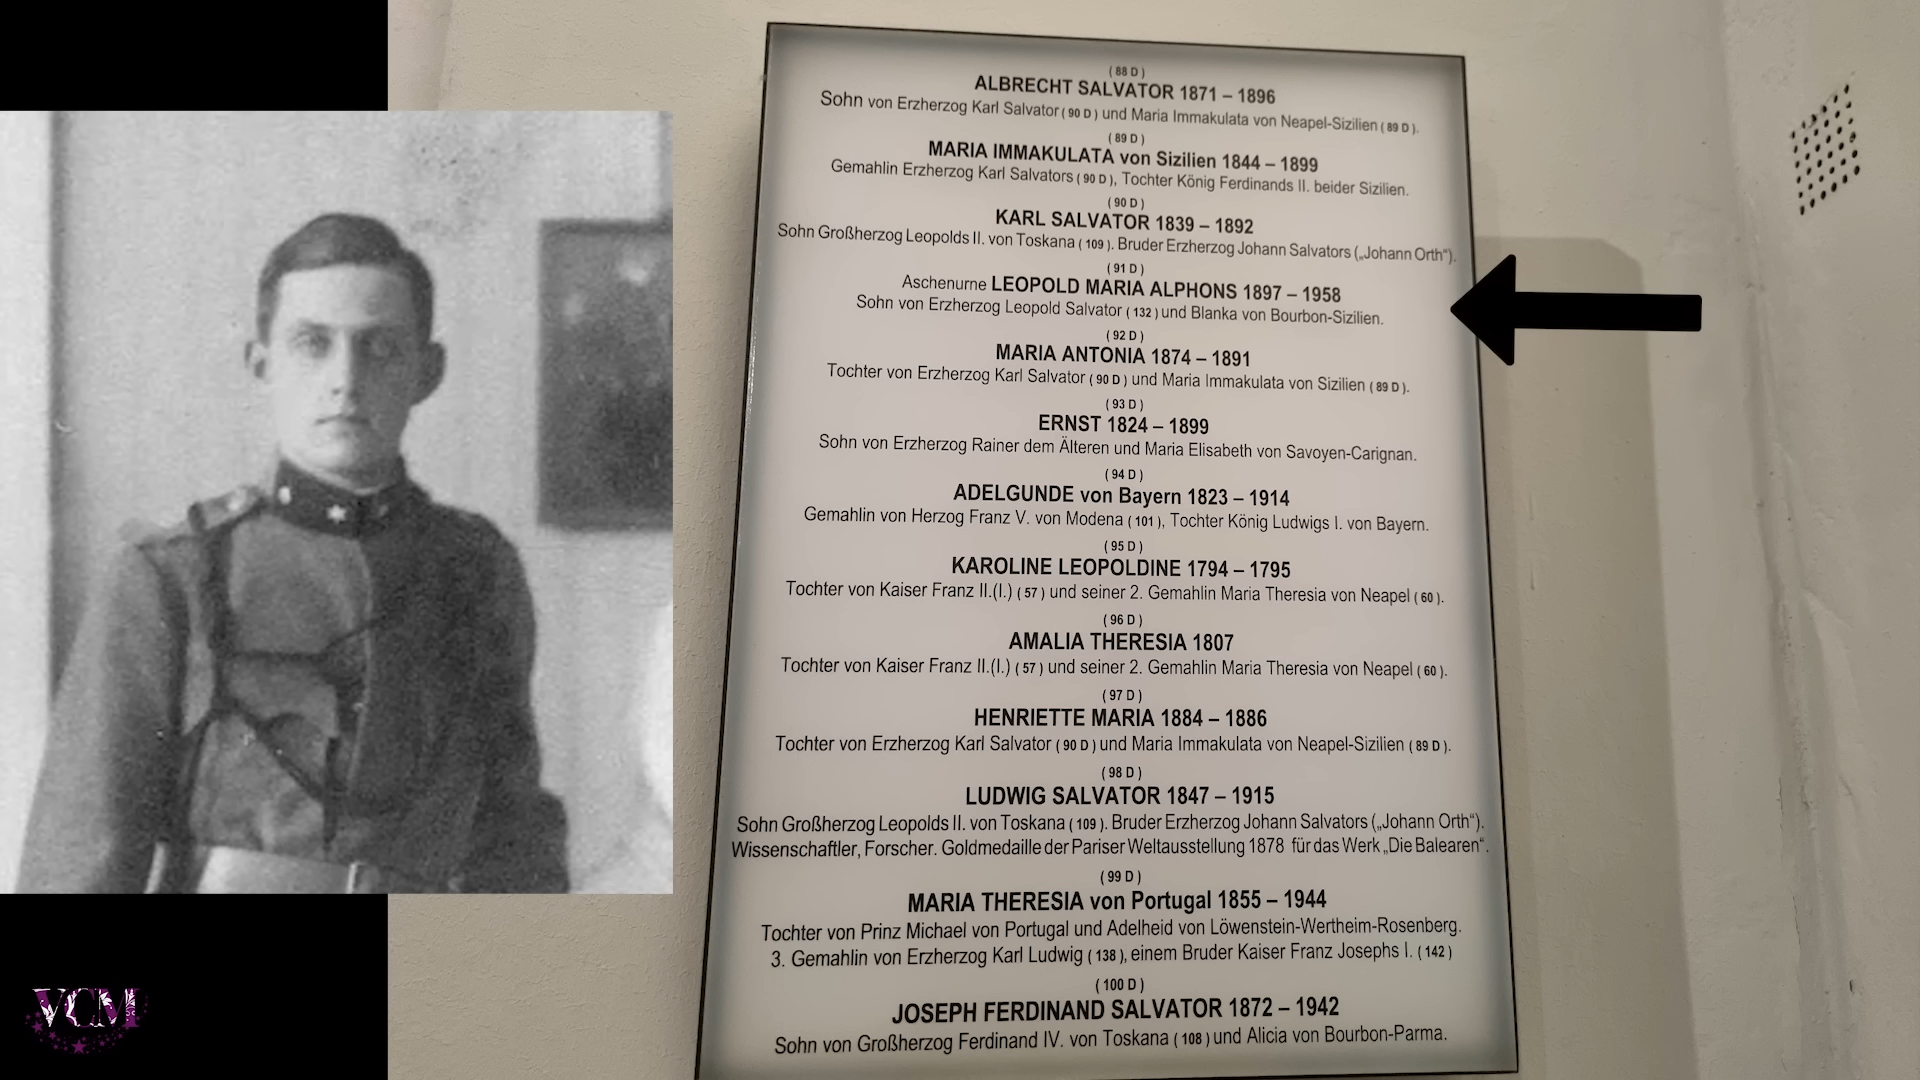 ( 88 D )
ALBRECHT SALVATOR 1871 – 1896
Sohn von Erzherzog Karl Salvator ( 90 D ) und Maria Immakulata von Neapel-Sizilien ( 89 D ).
( 89 D )
MARIA IMMAKULATA von Sizilien 1844 – 1899
Gemahlin Erzherzog Karl Salvators ( 90 D ), Tochter König Ferdinands II. beider Sizilien.
( 90 D )
KARL SALVATOR 1839 – 1892
Sohn Großherzog Leopolds II. von Toskana ( 109 ). Bruder Erzherzog Johann Salvators („Johann Orth“).
( 91 D )
Aschenurne LEOPOLD MARIA ALPHONS 1897 – 1958
Sohn von Erzherzog Leopold Salvator ( 132 ) und Blanka von Bourbon-Sizilien.
( 92 D )
MARIA ANTONIA 1874 – 1891
Tochter von Erzherzog Karl Salvator ( 90 D ) und Maria Immakulata von Sizilien ( 89 D ).
( 93 D )
ERNST 1824 – 1899
Sohn von Erzherzog Rainer dem Älteren und Maria Elisabeth von Savoyen-Carignan.
( 94 D )
ADELGUNDE von Bayern 1823 – 1914
Gemahlin von Herzog Franz V. von Modena ( 101 ), Tochter König Ludwigs I. von Bayern.
( 95 D )
KAROLINE LEOPOLDINE 1794 – 1795
Tochter von Kaiser Franz II.(I.) ( 57 ) und seiner 2. Gemahlin Maria Theresia von Neapel ( 60 ).
( 96 D )
AMALIA THERESIA 1807
Tochter von Kaiser Franz II.(I.) ( 57 ) und seiner 2. Gemahlin Maria Theresia von Neapel ( 60 ).
( 97 D )
HENRIETTE MARIA 1884 – 1886
Tochter von Erzherzog Karl Salvator ( 90 D ) und Maria Immakulata von Neapel-Sizilien ( 89 D ).
( 98 D )
LUDWIG SALVATOR 1847 – 1915
Sohn Großherzog Leopolds II. von Toskana ( 109 ). Bruder Erzherzog Johann Salvators („Johann Orth“).
Wissenschaftler, Forscher. Goldmedaille der Pariser Weltausstellung 1878 für das Werk „Die Balearen“.
( 99 D )
MARIA THERESIA von Portugal 1855 – 1944
Tochter von Prinz Michael von Portugal und Adelheid von Löwenstein-Wertheim-Rosenberg.
3. Gemahlin von Erzherzog Karl Ludwig ( 138 ), einem Bruder Kaiser Franz Josephs I. ( 142 )
( 100 D )
JOSEPH FERDINAND SALVATOR 1872 – 1942
Sohn von Großherzog Ferdinand IV. von Toskana ( 108 ) und Alicia von Bourbon-Parma.
VCM